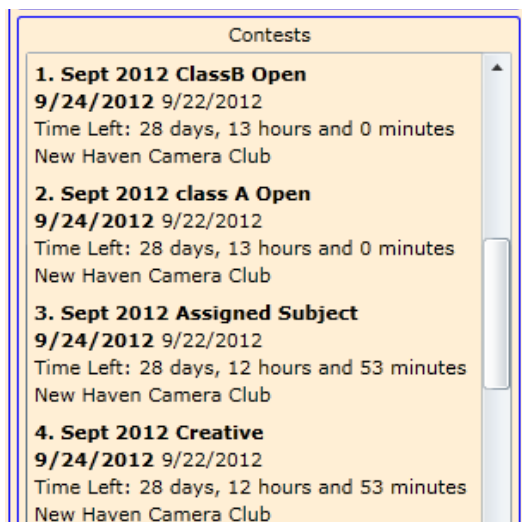 Contests
1. Sept 2012 ClassB Open
9/24/2012 9/22/2012
Time Left: 28 days, 13 hours and 0 minutes
New Haven Camera Club
2. Sept 2012 class A Open
9/24/2012 9/22/2012
Time Left: 28 days, 13 hours and 0 minutes
New Haven Camera Club
3. Sept 2012 Assigned Subject
9/24/2012 9/22/2012
Time Left: 28 days, 12 hours and 53 minutes
New Haven Camera Club
4. Sept 2012 Creative
9/24/2012 9/22/2012
Time Left: 28 days, 12 hours and 53 minutes
New Haven Camera Club